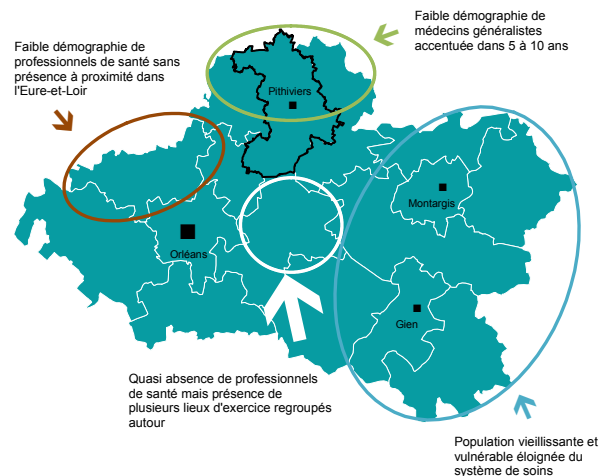 Faible démographie de
médecins généralistes
accentuée dans 5 à 10 ans
Faible démographie de
professionnels de santé sans
présence à proximité dans
l'Eure-et-Loir
Pithiviers
Montargis
Orléans
Gien
Quasi absence de professionnels
de santé mais présence de
plusieurs lieux d'exercice regroupés
autour
Population vieillissante et
vulnérable éloignée du
système de soins